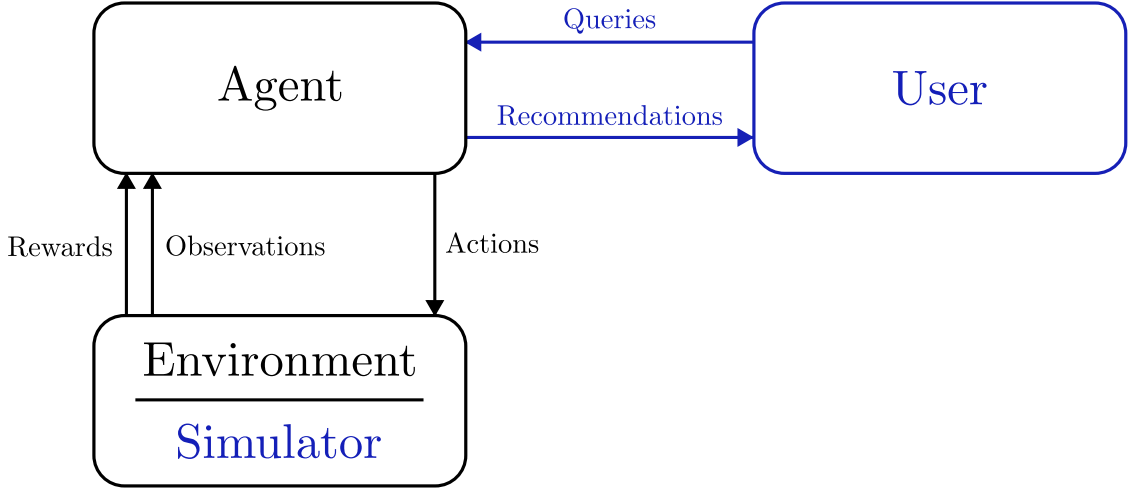 Queries
Agent
User
Recommendations
Rewards
Observations
Actions
Environment
Simulator